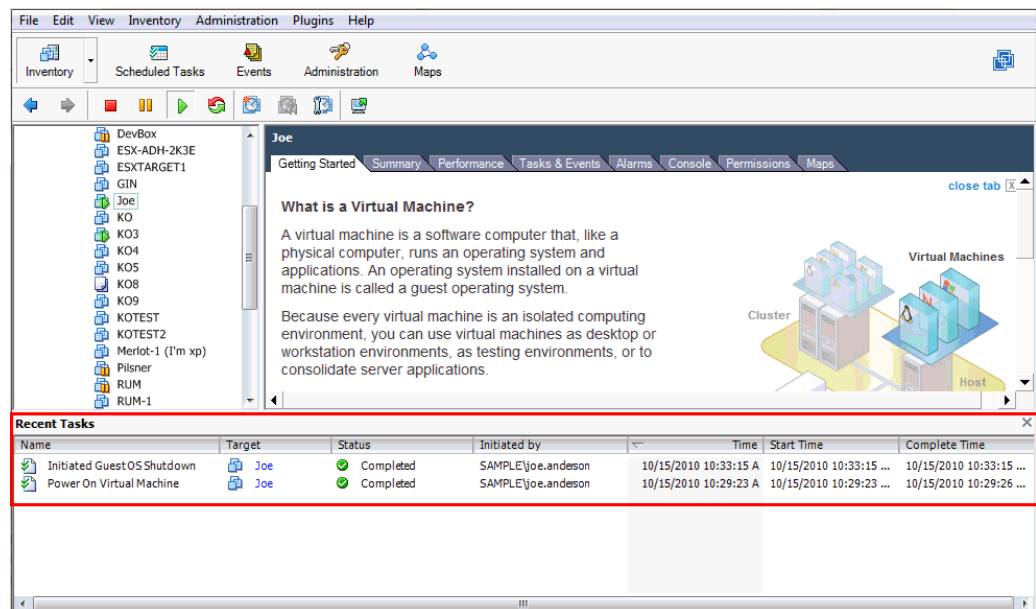 File Edit View Inventory Administration Plugins Help
Inventory Scheduled Tasks Events Administration Maps
DevBox
ESX-ADH-2K3E
ESXTARGET1
GIN
Joe
KO
KO3
KO4
KO5
KO8
KO9
KOTEST
KOTEST2
Merlot-1 (I'm xp)
Pilsner
RUM
RUM-1
Joe
Getting Started Summary Performance Tasks & Events Alarms Console Permissions Maps
close tab X
What is a Virtual Machine?
A virtual machine is a software computer that, like a
physical computer, runs an operating system and
applications. An operating system installed on a virtual
machine is called a guest operating system.
Because every virtual machine is an isolated computing
environment, you can use virtual machines as desktop or
workstation environments, as testing environments, or to
consolidate server applications.
Virtual Machines
Cluster
Host
Recent Tasks
Name Target Status Initiated by Time Start Time Complete Time
Initiated Guest OS Shutdown Joe Completed SAMPLE\joe.anderson 10/15/2010 10:33:15 A 10/15/2010 10:33:15 ... 10/15/2010 10:33:15 ...
Power On Virtual Machine Joe Completed SAMPLE\joe.anderson 10/15/2010 10:29:23 A 10/15/2010 10:29:23 ... 10/15/2010 10:29:26 ...